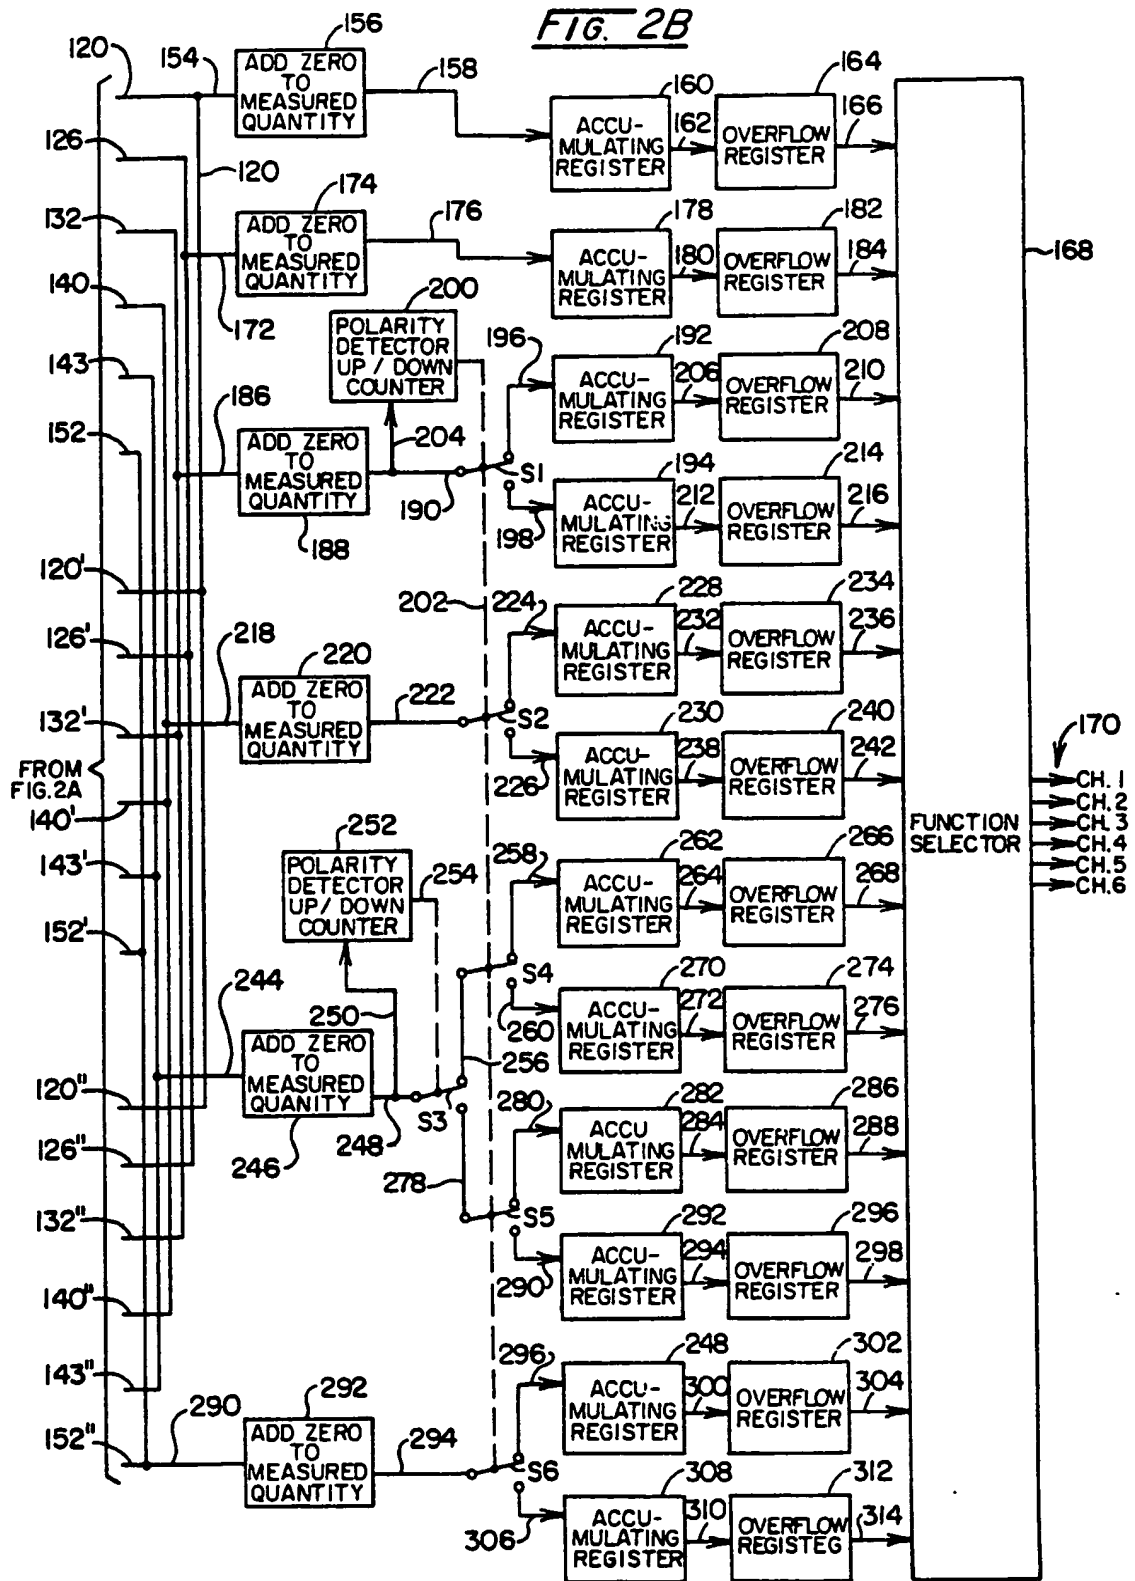 FIG. 2B
156
120
154
ADD ZERO
TO
MEASURED
QUANTITY
158
160
164
ACCU-
MULATING
REGISTER
162
OVERFLOW
REGISTER
166
126
120
174
132
ADD ZERO
TO
MEASURED
QUANTITY
176
178
182
ACCU-
MULATING
REGISTER
180
OVERFLOW
REGISTER
184
168
140
172
200
143
POLARITY
DETECTOR
UP / DOWN
COUNTER
196
192
208
ACCU-
MULATING
REGISTER
206
OVERFLOW
REGISTER
210
186
152
ADD ZERO
TO
MEASURED
QUANTITY
204
190
S1
198
188
194
214
ACCU-
MULATING
REGISTER
212
OVERFLOW
REGISTER
216
120'
202
224
228
234
126'
218
220
ACCU-
MULATING
REGISTER
232
OVERFLOW
REGISTER
236
ADD ZERO
TO
MEASURED
QUANTITY
222
S2
132'
226
230
240
ACCU-
MULATING
REGISTER
238
OVERFLOW
REGISTER
242
170
FROM
FIG.2A
CH. 1
CH. 2
CH. 3
CH. 4
CH. 5
CH. 6
FUNCTION
SELECTOR
140'
252
143'
POLARITY
DETECTOR
UP / DOWN
COUNTER
254
258
262
266
ACCU-
MULATING
REGISTER
264
OVERFLOW
REGISTER
268
152'
244
S4
260
250
256
270
274
ACCU-
MULATING
REGISTER
272
OVERFLOW
REGISTER
276
ADD ZERO
TO
MEASURED
QUANTITY
246
248
S3
120"
280
282
286
ACCU
MULATING
REGISTER
284
OVERFLOW
REGISTER
288
126"
278
S5
132"
290
292
296
ACCU-
MULATING
REGISTER
294
OVERFLOW
REGISTER
298
140"
143"
296
248
302
ACCU-
MULATING
REGISTER
300
OVERFLOW
REGISTER
304
152"
290
292
ADD ZERO
TO
MEASURED
QUANTITY
294
S6
306
308
312
ACCU-
MULATING
REGISTER
310
OVERFLOW
REGISTEG
314